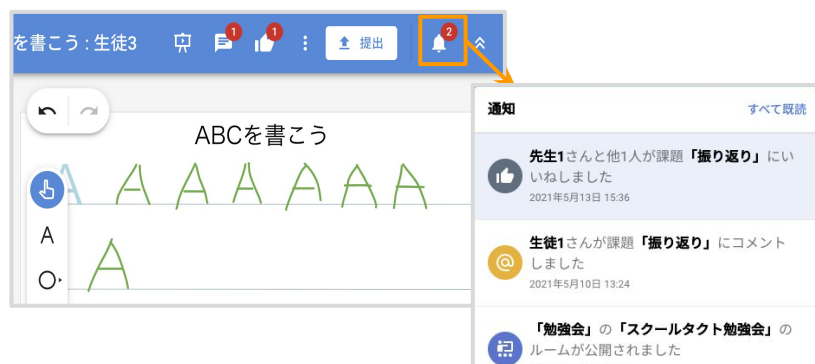 を書こう : 生徒3
1
1
提出
2
ABCを書こう
A A A A A A A
A
A
通知
すべて既読
先生1さんと他1人が課題「振り返り」にい
いねしました
2021年5月13日 15:36
生徒1さんが課題「振り返り」にコメント
しました
2021年5月10日 13:24
「勉強会」の「スクールタクト勉強会」の
ルームが公開されました